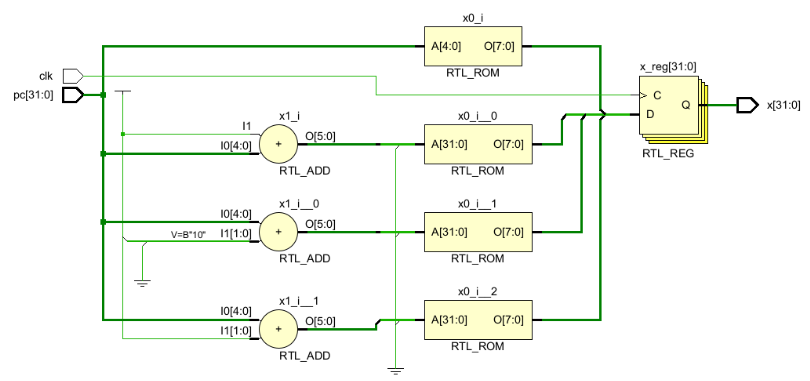 x0_i
A[4:0] O[7:0]
RTL_ROM
x_reg[31:0]
clk
pc[31:0]
C
D
Q
x[31:0]
RTL_REG
x1_i
I1
I0[4:0]
+
O[5:0]
RTL_ADD
x0_i__0
A[31:0] O[7:0]
RTL_ROM
x1_i__0
I0[4:0]
V=B"10" I1[1:0]
+
O[5:0]
RTL_ADD
x0_i__1
A[31:0] O[7:0]
RTL_ROM
x1_i__1
I0[4:0]
I1[1:0]
+
O[5:0]
RTL_ADD
x0_i__2
A[31:0] O[7:0]
RTL_ROM